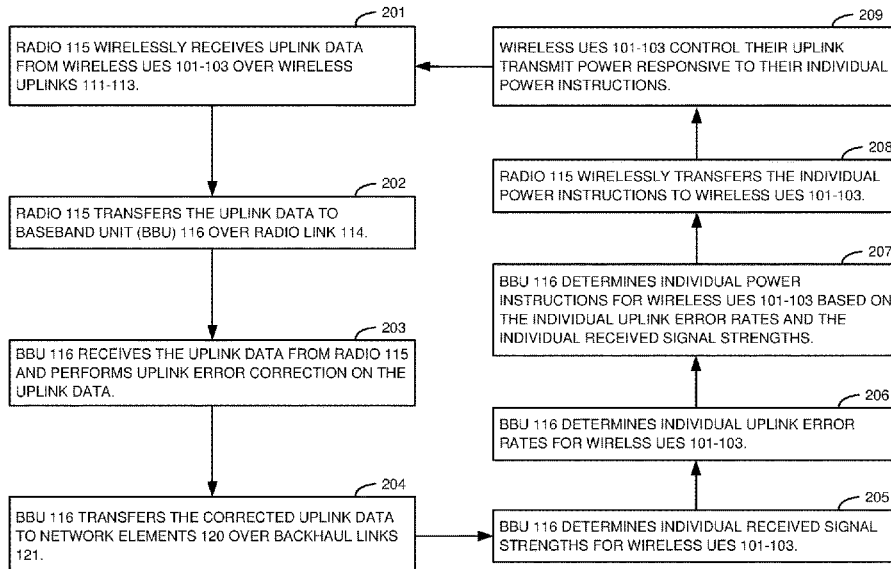 201
RADIO 115 WIRELESSLY RECEIVES UPLINK DATA
FROM WIRELESS UES 101-103 OVER WIRELESS
UPLINKS 111-113.
202
RADIO 115 TRANSFERS THE UPLINK DATA TO
BASEBAND UNIT (BBU) 116 OVER RADIO LINK 114.
203
BBU 116 RECEIVES THE UPLINK DATA FROM RADIO 115
AND PERFORMS UPLINK ERROR CORRECTION ON THE
UPLINK DATA.
204
BBU 116 TRANSFERS THE CORRECTED UPLINK DATA
TO NETWORK ELEMENTS 120 OVER BACKHAUL LINKS
121.
205
BBU 116 DETERMINES INDIVIDUAL RECEIVED SIGNAL
STRENGTHS FOR WIRELESS UES 101-103.
206
BBU 116 DETERMINES INDIVIDUAL UPLINK ERROR
RATES FOR WIRELSS UES 101-103.
207
BBU 116 DETERMINES INDIVIDUAL POWER
INSTRUCTIONS FOR WIRELESS UES 101-103 BASED ON
THE INDIVIDUAL UPLINK ERROR RATES AND THE
INDIVIDUAL RECEIVED SIGNAL STRENGTHS.
208
RADIO 115 WIRELESSLY TRANSFERS THE INDIVIDUAL
POWER INSTRUCTIONS TO WIRELESS UES 101-103.
209
WIRELESS UES 101-103 CONTROL THEIR UPLINK
TRANSMIT POWER RESPONSIVE TO THEIR INDIVIDUAL
POWER INSTRUCTIONS.